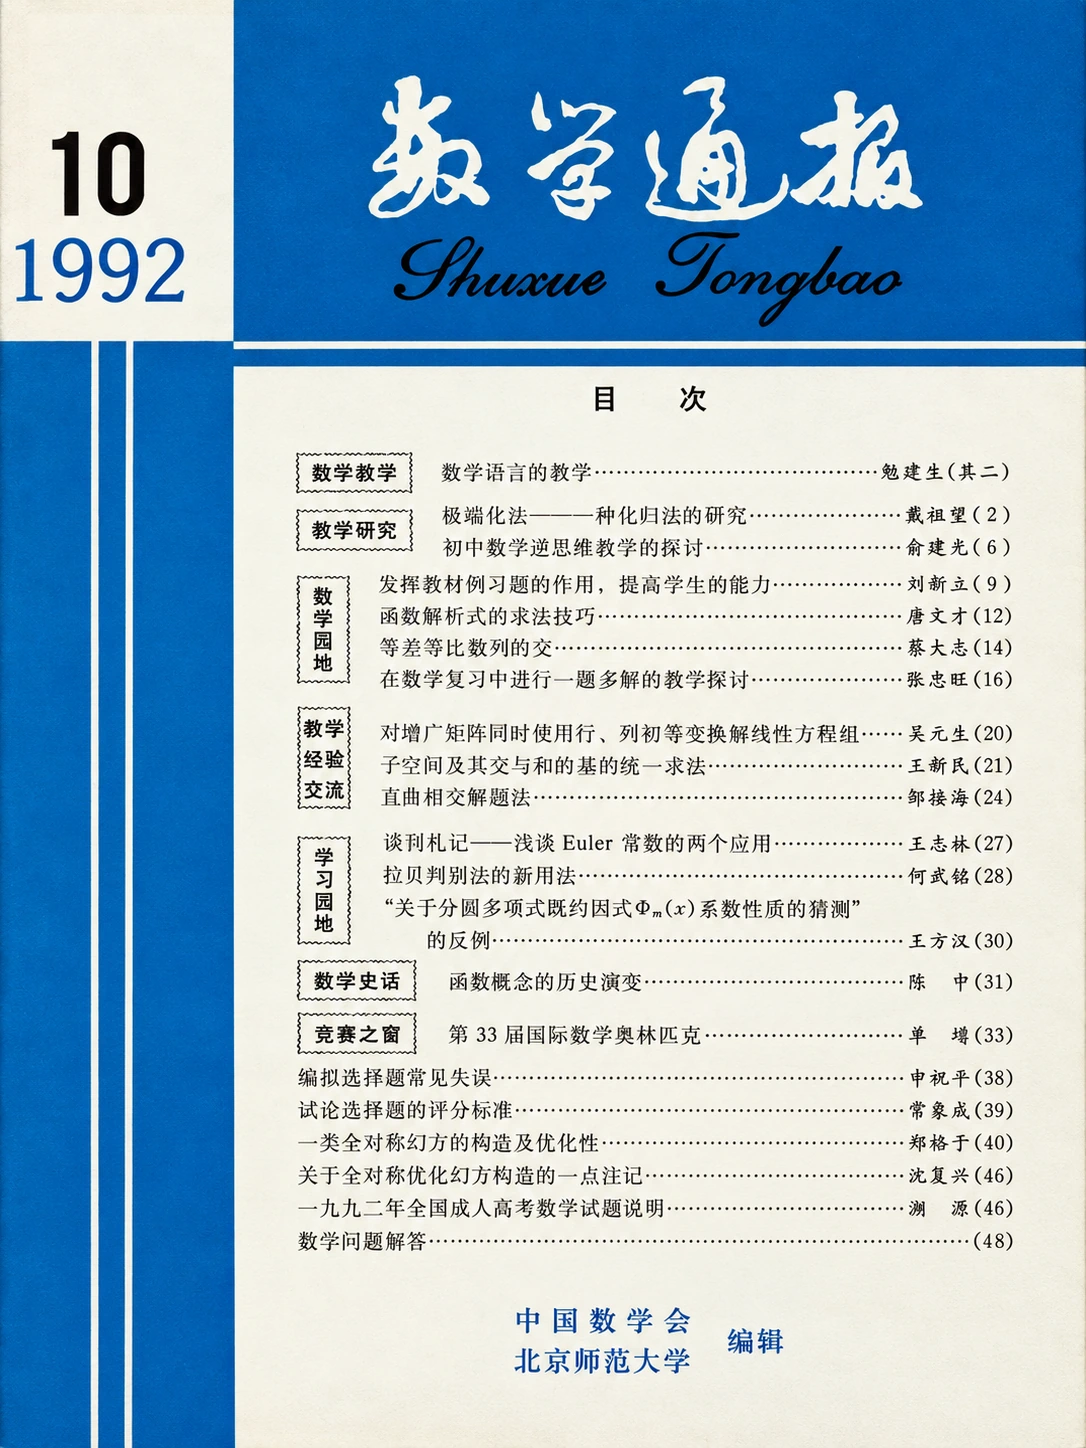 10
1992
数学通报
Shuxue Tongbao
目 次
数学教学
数学语言的教学……………………………………勉建生(其二)
教学研究
极端化法——一种化归法的研究…………………戴祖望(2)
初中数学逆思维教学的探讨………………………俞建光(6)
数学园地
发挥教材例习题的作用，提高学生的能力………………刘新立(9)
函数解析式的求法技巧……………………………………唐文才(12)
等差等比数列的交…………………………………………蔡大志(14)
在数学复习中进行一题多解的教学探讨…………………张忠旺(16)
教学
经验
交流
对增广矩阵同时使用行、列初等变换解线性方程组……吴元生(20)
子空间及其交与和的基的统一求法………………………王新民(21)
直曲相交解题法……………………………………………邹接海(24)
学习园地
谈刊札记——浅谈 Euler 常数的两个应用………………王志林(27)
拉贝判别法的新用法………………………………………何武铭(28)
“关于分圆多项式既约因式Φₘ(x)系数性质的猜测”
的反例………………………………………………………王方汉(30)
数学史话
函数概念的历史演变………………………………陈 中(31)
竞赛之窗
第 33 届国际数学奥林匹克………………………单 墫(33)
编拟选择题常见失误………………………………………………申祝平(38)
试论选择题的评分标准……………………………………………常象成(39)
一类全对称幻方的构造及优化性…………………………………郑格于(40)
关于全对称优化幻方构造的一点注记……………………………沈复兴(46)
一九九二年全国成人高考数学试题说明…………………………溯 源(46)
数学问题解答………………………………………………………………(48)
中国数学会
北京师范大学
编辑